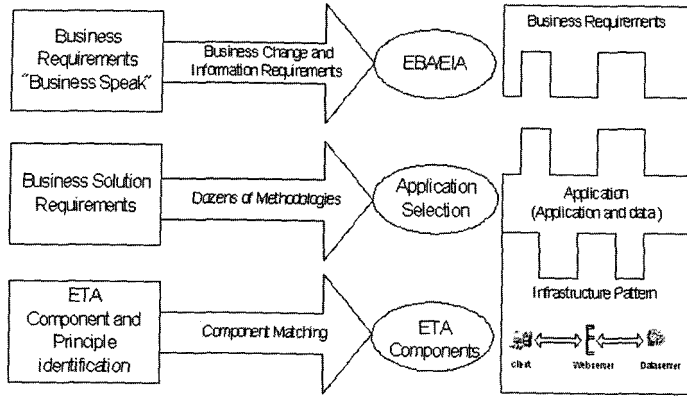 Business
Requirements
"Business Speak"
Business Change and
Information Requirements
EBA/EIA
Business Requirements
Business Solution
Requirements
Dozens of Methodologies
Application
Selection
Application
(Application and data)
ETA
Component and
Principle
identification
Component Matching
ETA
Components
Infrastructure Pattern
client
Webserver
Dataserver